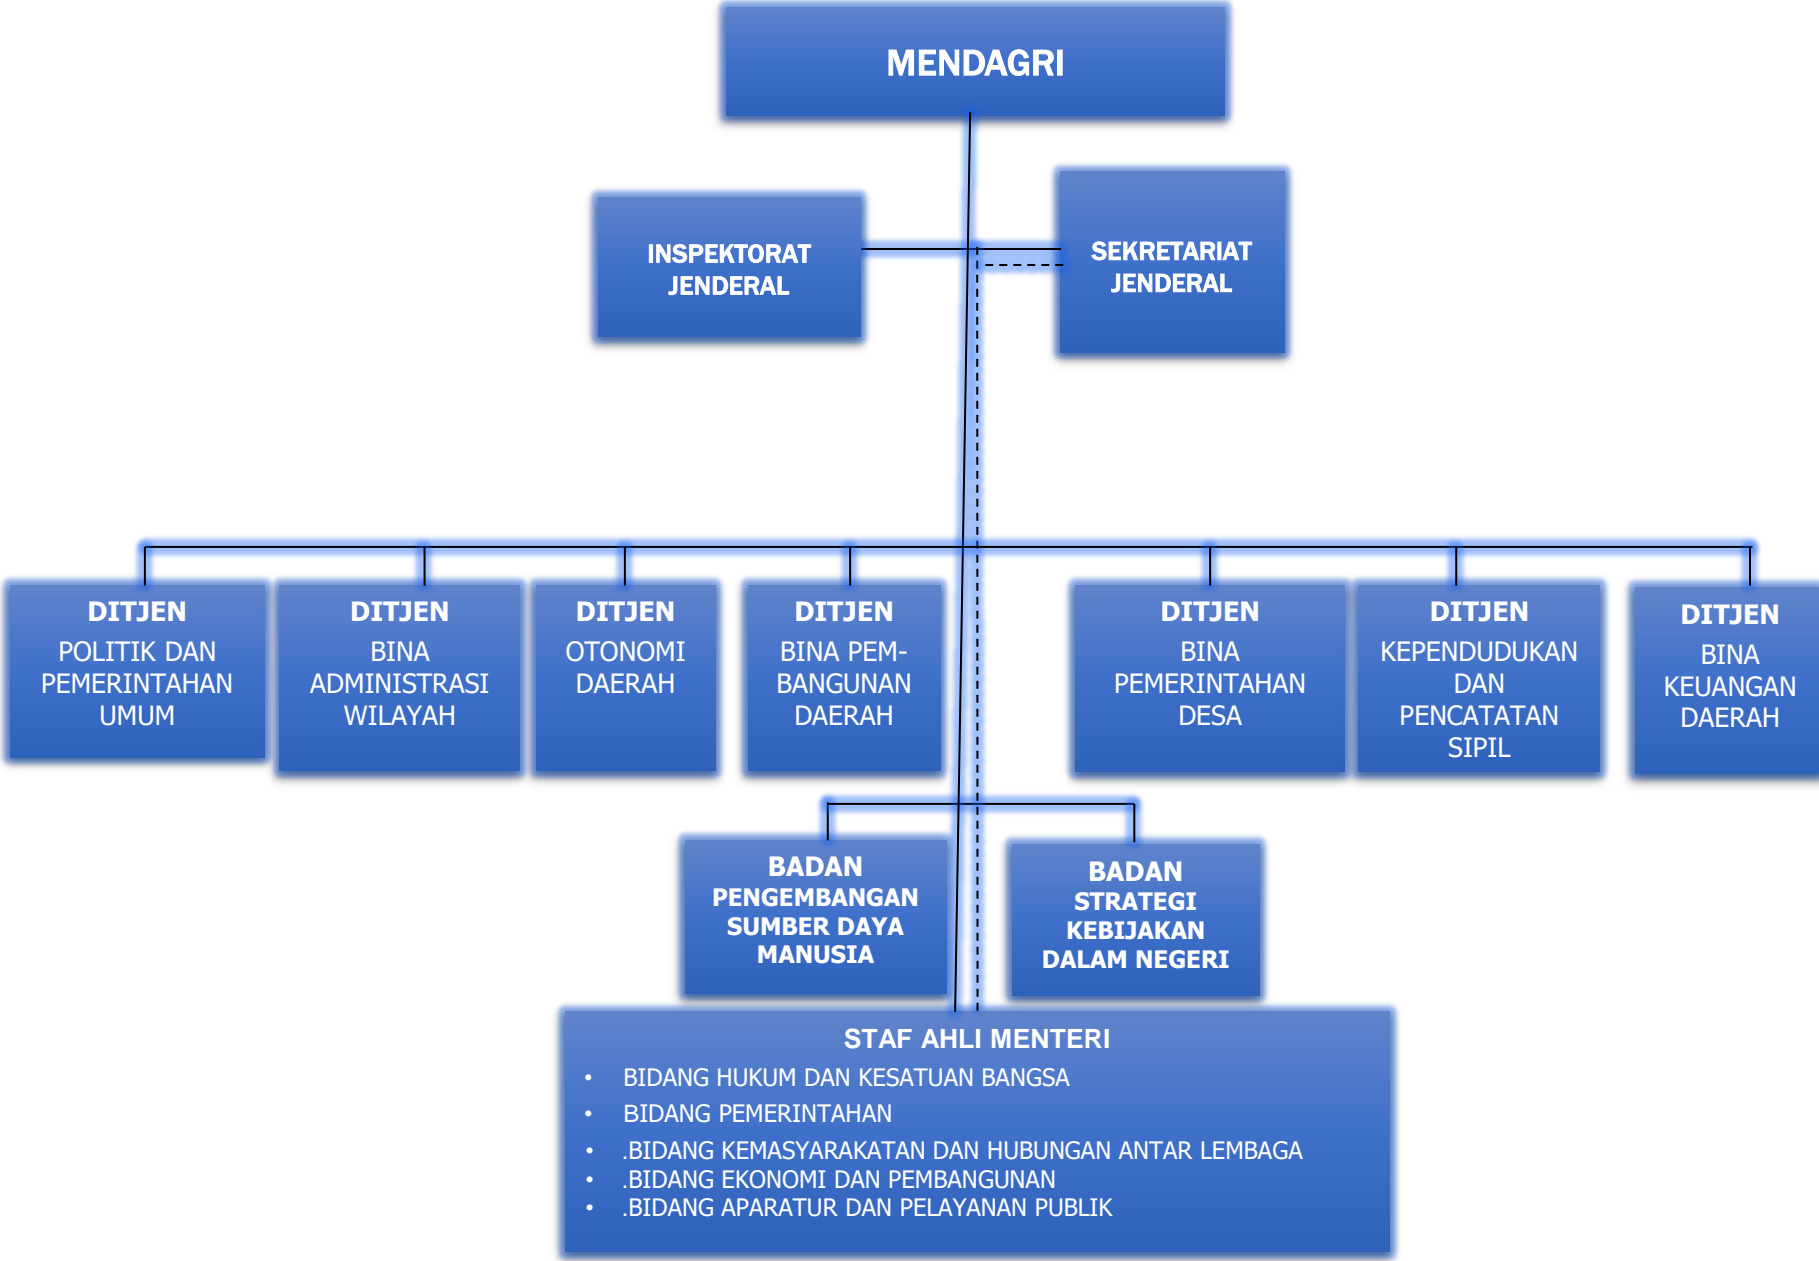 MENDAGRI
INSPEKTORAT
JENDERAL
SEKRETARIAT
JENDERAL
DITJEN
POLITIK DAN
PEMERINTAHAN
UMUM
DITJEN
BINA
ADMINISTRASI
WILAYAH
DITJEN
OTONOMI
DAERAH
DITJEN
BINA PEM-
BANGUNAN
DAERAH
DITJEN
BINA
PEMERINTAHAN
DESA
DITJEN
KEPENDUDUKAN
DAN
PENCATATAN
SIPIL
DITJEN
BINA
KEUANGAN
DAERAH
BADAN
PENGEMBANGAN
SUMBER DAYA
MANUSIA
BADAN
STRATEGI
KEBIJAKAN
DALAM NEGERI
STAF AHLI MENTERI
• BIDANG HUKUM DAN KESATUAN BANGSA
• BIDANG PEMERINTAHAN
• .BIDANG KEMASYARAKATAN DAN HUBUNGAN ANTAR LEMBAGA
• .BIDANG EKONOMI DAN PEMBANGUNAN
• .BIDANG APARATUR DAN PELAYANAN PUBLIK